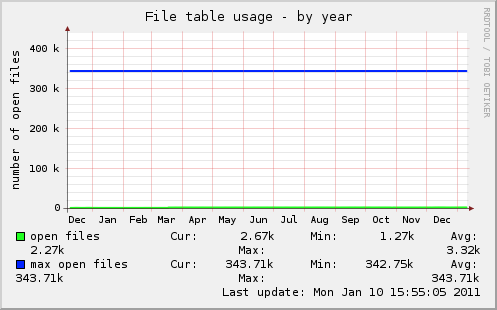 File table usage - by year
RRDTOOL / TOBI OETIKER
number of open files
400 k
300 k
200 k
100 k
0
Dec Jan Feb Mar Apr May Jun Jul Aug Sep Oct Nov Dec
open files Cur: 2.67k Min: 1.27k Avg:
2.27k Max: 3.32k
max open files Cur: 343.71k Min: 342.75k Avg:
343.71k Max: 343.71k
Last update: Mon Jan 10 15:55:05 2011